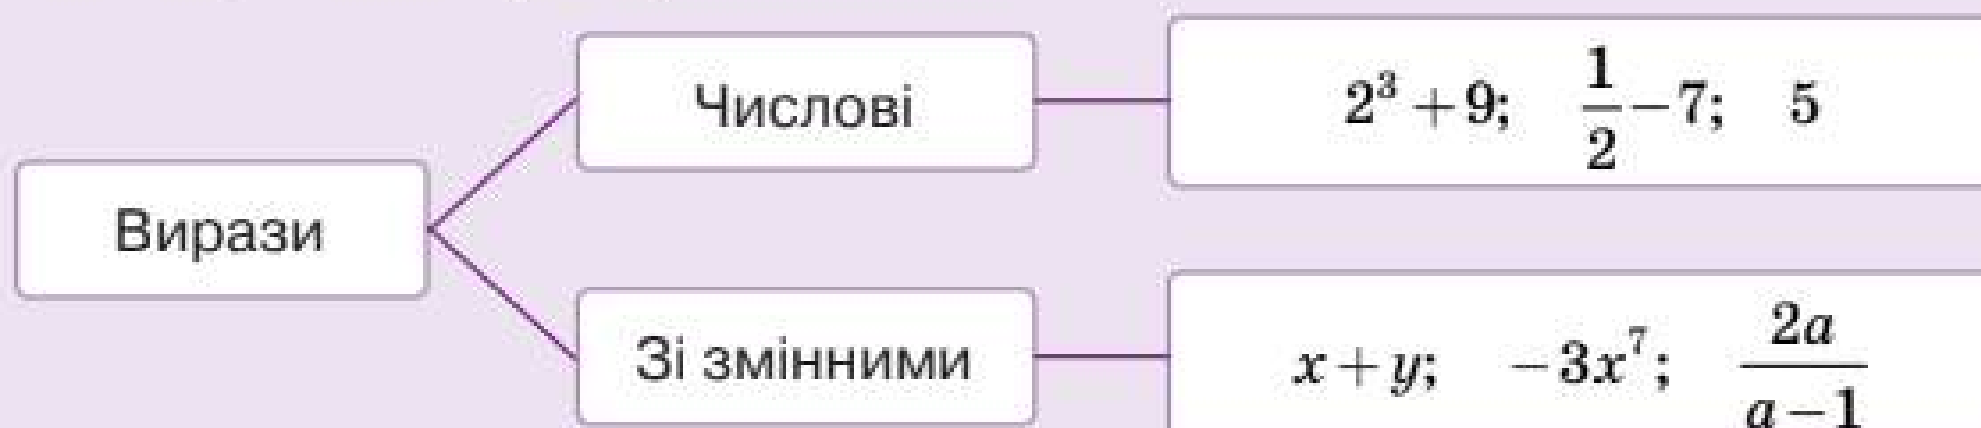 Числові
2³ + 9; 1/2 − 7; 5
Вирази
Зі змінними
x + y; −3x⁷; 2a/(a − 1)